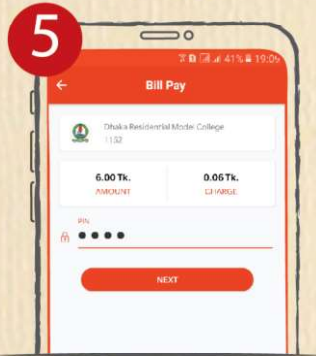 5
41% 19:09
Bill Pay
Dhaka Residential Model College
1132
6.00 Tk.
AMOUNT
0.06 Tk.
CHARGE
PIN
NEXT